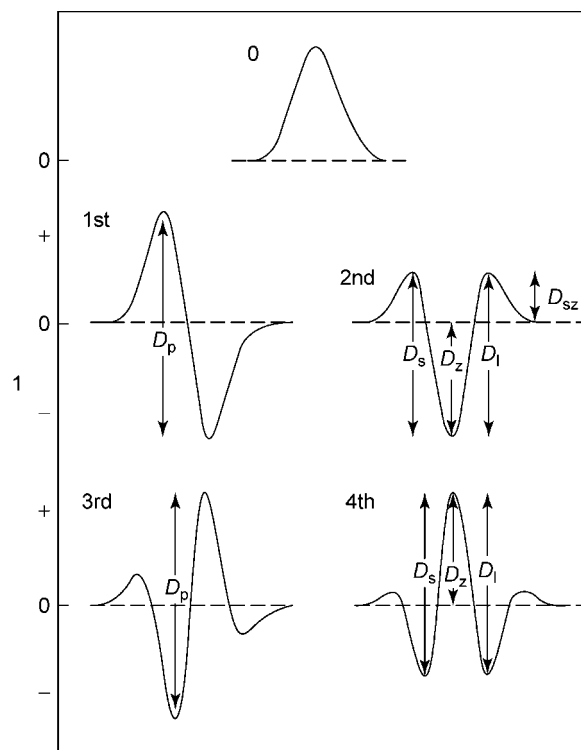 0
0
1st
+
2nd
D_sz
0
D_p
D_s
D_z
D_l
1
−
3rd
4th
+
D_p
D_s
D_z
D_l
0
−